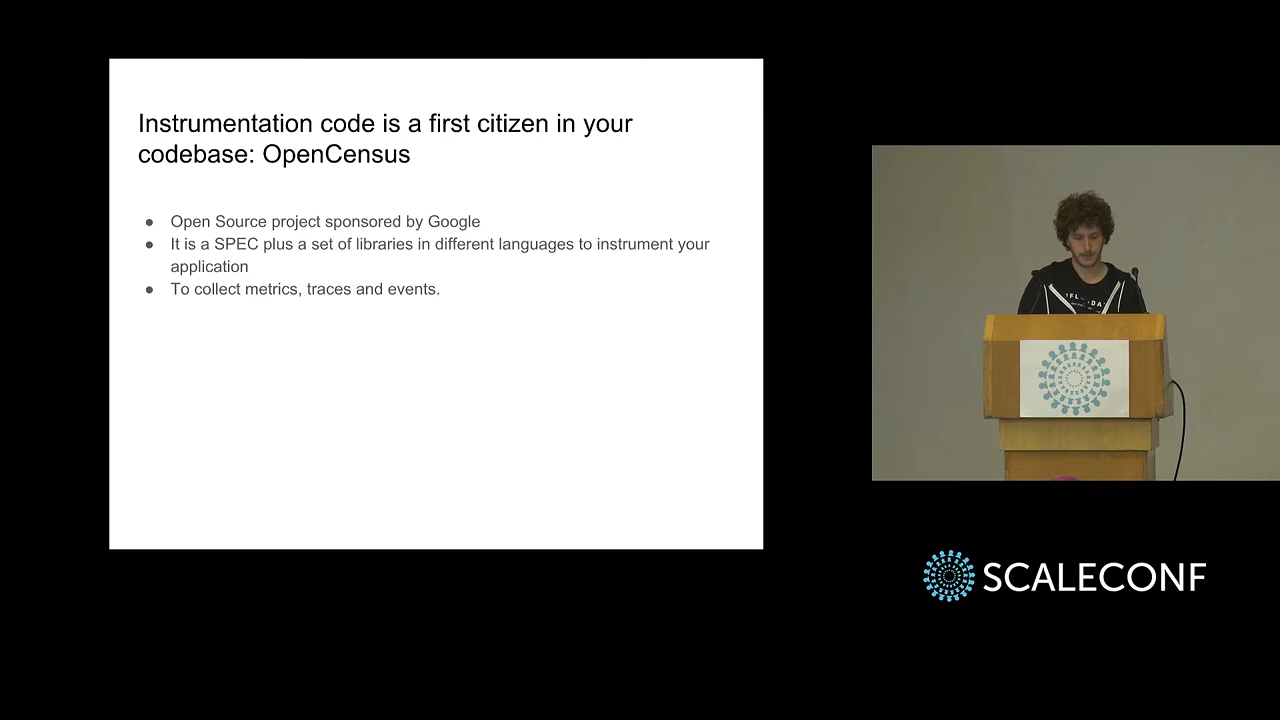 Instrumentation code is a first citizen in your
codebase: OpenCensus
● Open Source project sponsored by Google
● It is a SPEC plus a set of libraries in different languages to instrument your
application
● To collect metrics, traces and events.
SCALECONF